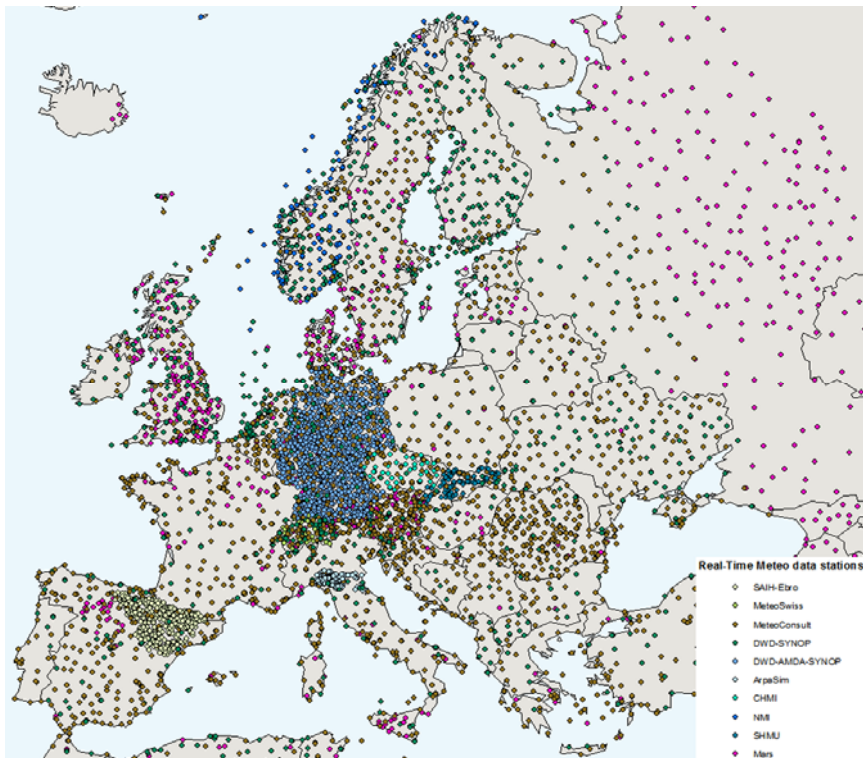 Real-Time Meteo data stations
SAIH-Ebro
MeteoSwiss
MeteoConsult
DWD-SYNOP
DWD-AMDA-SYNOP
ArpaSim
CHMI
NMI
SHMU
Mars